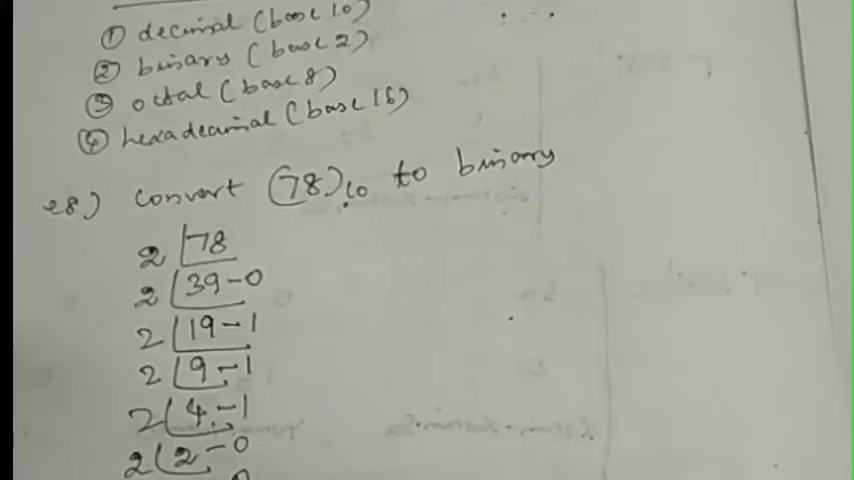 ① decimal (base 10)
② binary (base 2)
③ octal (base 8)
④ hexadecimal (base 16)
eg) convert (78)10 to binary
2 78
2 39-0
2 19-1
2 9-1
2 4-1
2 2-0
0